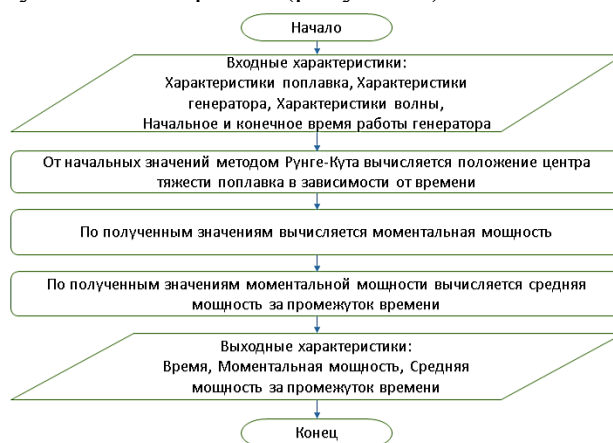 Начало
Входные характеристики:
Характеристики поплавка, Характеристики
генератора, Характеристики волны,
Начальное и конечное время работы генератора
От начальных значений методом Рунге-Кута вычисляется положение центра
тяжести поплавка в зависимости от времени
По полученным значениям вычисляется моментальная мощность
По полученным значениям моментальной мощности вычисляется средняя
мощность за промежуток времени
Выходные характеристики:
Время, Моментальная мощность, Средняя
мощность за промежуток времени
Конец